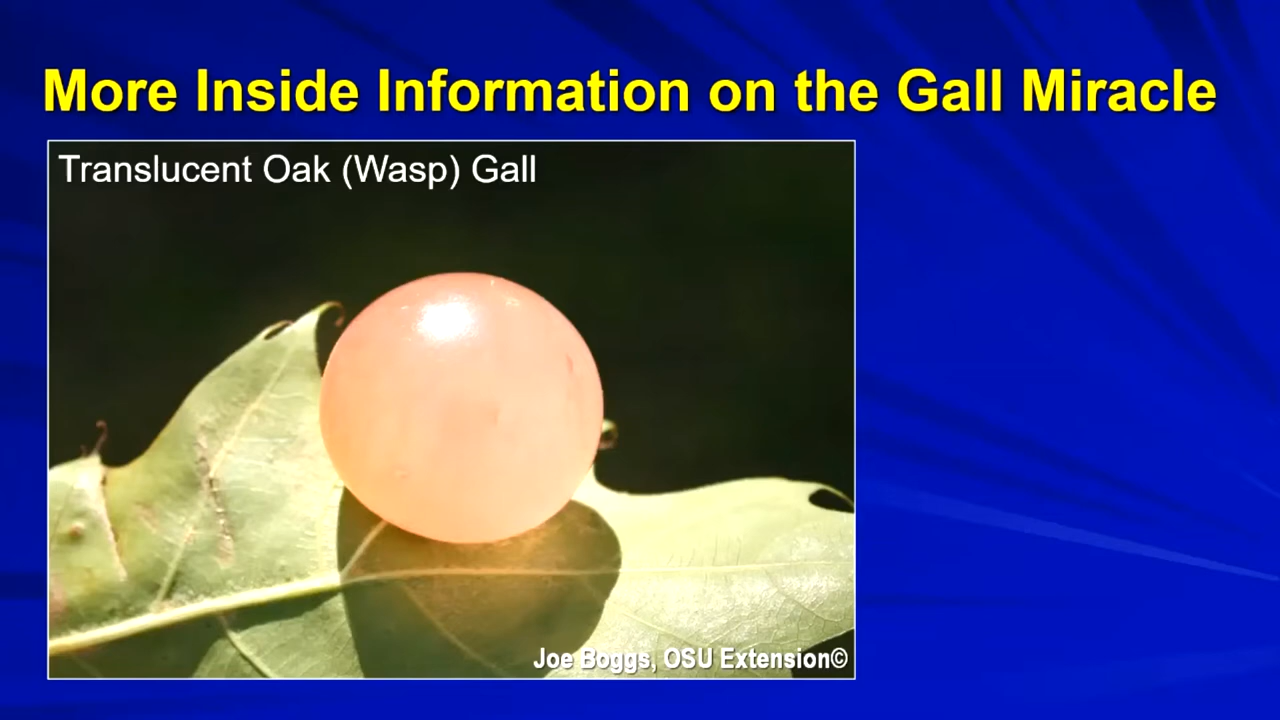 More Inside Information on the Gall Miracle
Translucent Oak (Wasp) Gall
Joe Boggs, OSU Extension©